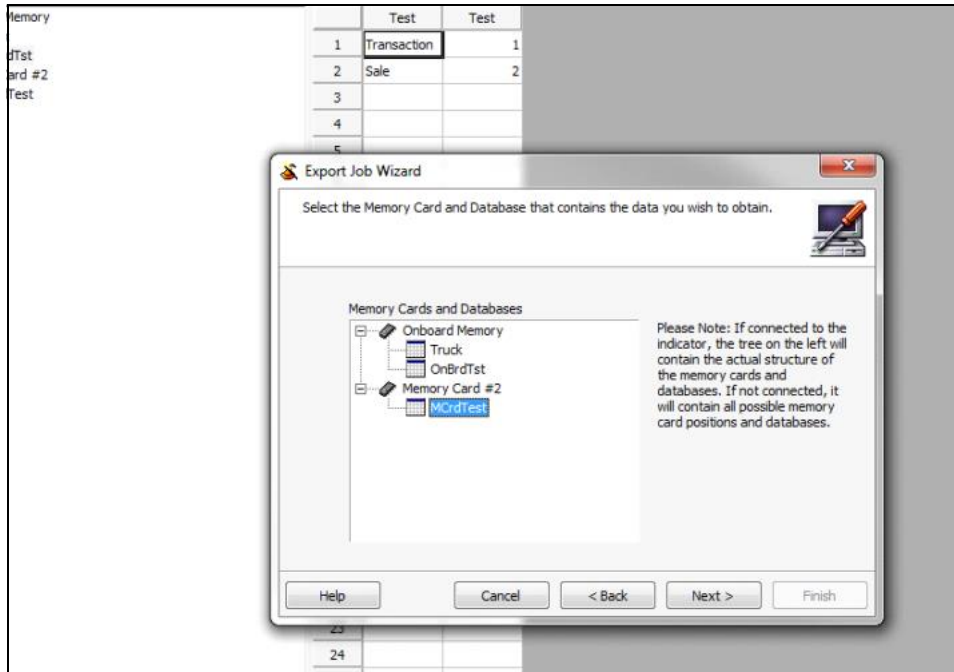 Memory
Test Test
1 Transaction 1
dTst
2 Sale 2
ard #2
Test
3
4
5
Export Job Wizard
Select the Memory Card and Database that contains the data you wish to obtain.
Memory Cards and Databases
Onboard Memory
Truck
OnBrdTst
Memory Card #2
MCrdTest
Please Note: If connected to the
indicator, the tree on the left will
contain the actual structure of
the memory cards and
databases. If not connected, it
will contain all possible memory
card positions and databases.
Help Cancel < Back Next > Finish
23
24